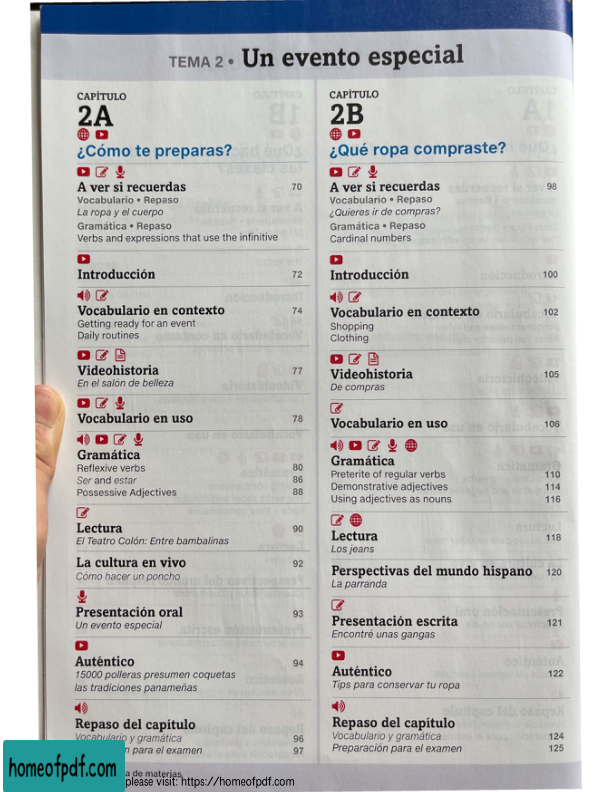 TEMA 2 • Un evento especial
CAPÍTULO
2A
¿Cómo te preparas?
A ver si recuerdas 70
Vocabulario • Repaso
La ropa y el cuerpo
Gramática • Repaso
Verbs and expressions that use the infinitive
Introducción 72
Vocabulario en contexto 74
Getting ready for an event
Daily routines
Videohistoria 77
En el salón de belleza
Vocabulario en uso 78
Gramática
Reflexive verbs 80
Ser and estar 86
Possessive Adjectives 88
Lectura 90
El Teatro Colón: Entre bambalinas
La cultura en vivo 92
Cómo hacer un poncho
Presentación oral 93
Un evento especial
Auténtico 94
15000 polleras presumen coquetas
las tradiciones panameñas
Repaso del capítulo
Vocabulario y gramática 96
para el examen 97
CAPÍTULO
2B
¿Qué ropa compraste?
A ver si recuerdas 98
Vocabulario • Repaso
¿Quieres ir de compras?
Gramática • Repaso
Cardinal numbers
Introducción 100
Vocabulario en contexto 102
Shopping
Clothing
Videohistoria 105
De compras
Vocabulario en uso 106
Gramática
Preterite of regular verbs 110
Demonstrative adjectives 114
Using adjectives as nouns 116
Lectura 118
Los jeans
Perspectivas del mundo hispano 120
La parranda
Presentación escrita 121
Encontré unas gangas
Auténtico 122
Tips para conservar tu ropa
Repaso del capítulo
Vocabulario y gramática 124
Preparación para el examen 125
de materias
homeofpdf.com
please visit: https://homeofpdf.com